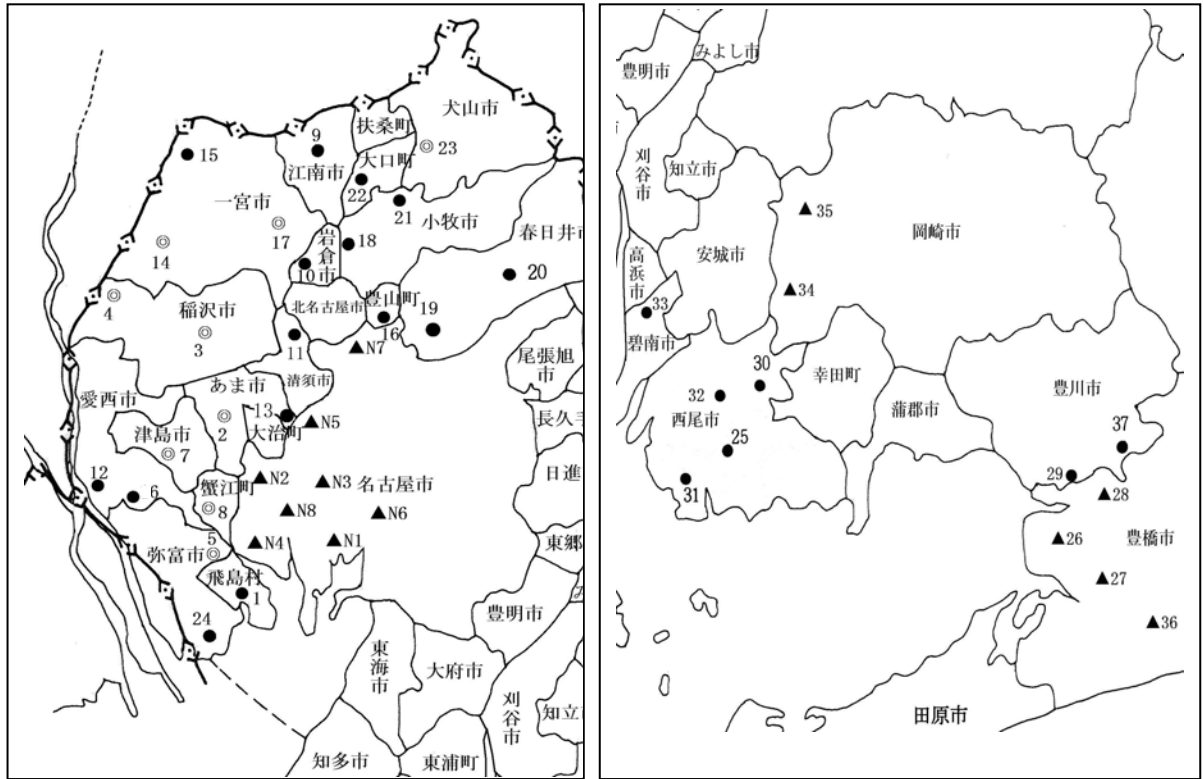 犬山市
扶桑町
9
23
15
江南市
大口町
22
21
一宮市
小牧市
17
岩倉市
18
春日井市
14
10
20
4
稲沢市
北名古屋市
豊山町
19
3
11
16
N7
清須市
尾張旭市
愛西市
あま市
13
2
大治町
N5
長久手
津島市
7
日進
12
6
蟹江町
N2
N3
名古屋市
8
N8
N6
5
弥富市
N4
N1
東郷
飛島村
1
み
豊明市
24
東海市
大府市
刈谷市
知立市
知多市
東浦町
みよし市
豊明市
刈谷市
知立市
35
岡崎市
高浜市
安城市
34
33
碧南市
30
幸田町
豊川市
32
蒲郡市
西尾市
25
37
31
29
28
26
豊橋市
27
36
田原市